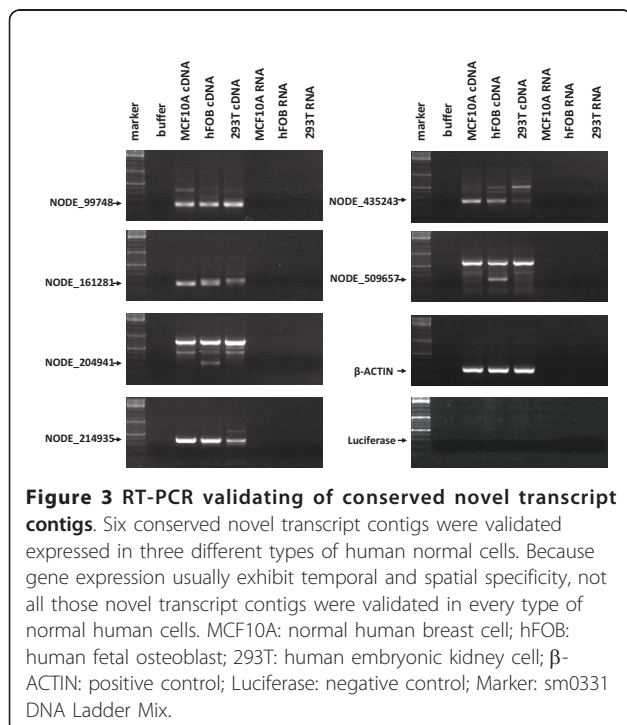 marker
buffer
MCF10A cDNA
hFOB cDNA
293T cDNA
MCF10A RNA
hFOB RNA
293T RNA
NODE_99748
NODE_161281
NODE_204941
NODE_214935
marker
buffer
MCF10A cDNA
hFOB cDNA
293T cDNA
MCF10A RNA
hFOB RNA
293T RNA
NODE_435243
NODE_509657
β-ACTIN
Luciferase
Figure 3 RT-PCR validating of conserved novel transcript
contigs. Six conserved novel transcript contigs were validated
expressed in three different types of human normal cells. Because
gene expression usually exhibit temporal and spatial specificity, not
all those novel transcript contigs were validated in every type of
normal human cells. MCF10A: normal human breast cell; hFOB:
human fetal osteoblast; 293T: human embryonic kidney cell; β-
ACTIN: positive control; Luciferase: negative control; Marker: sm0331
DNA Ladder Mix.